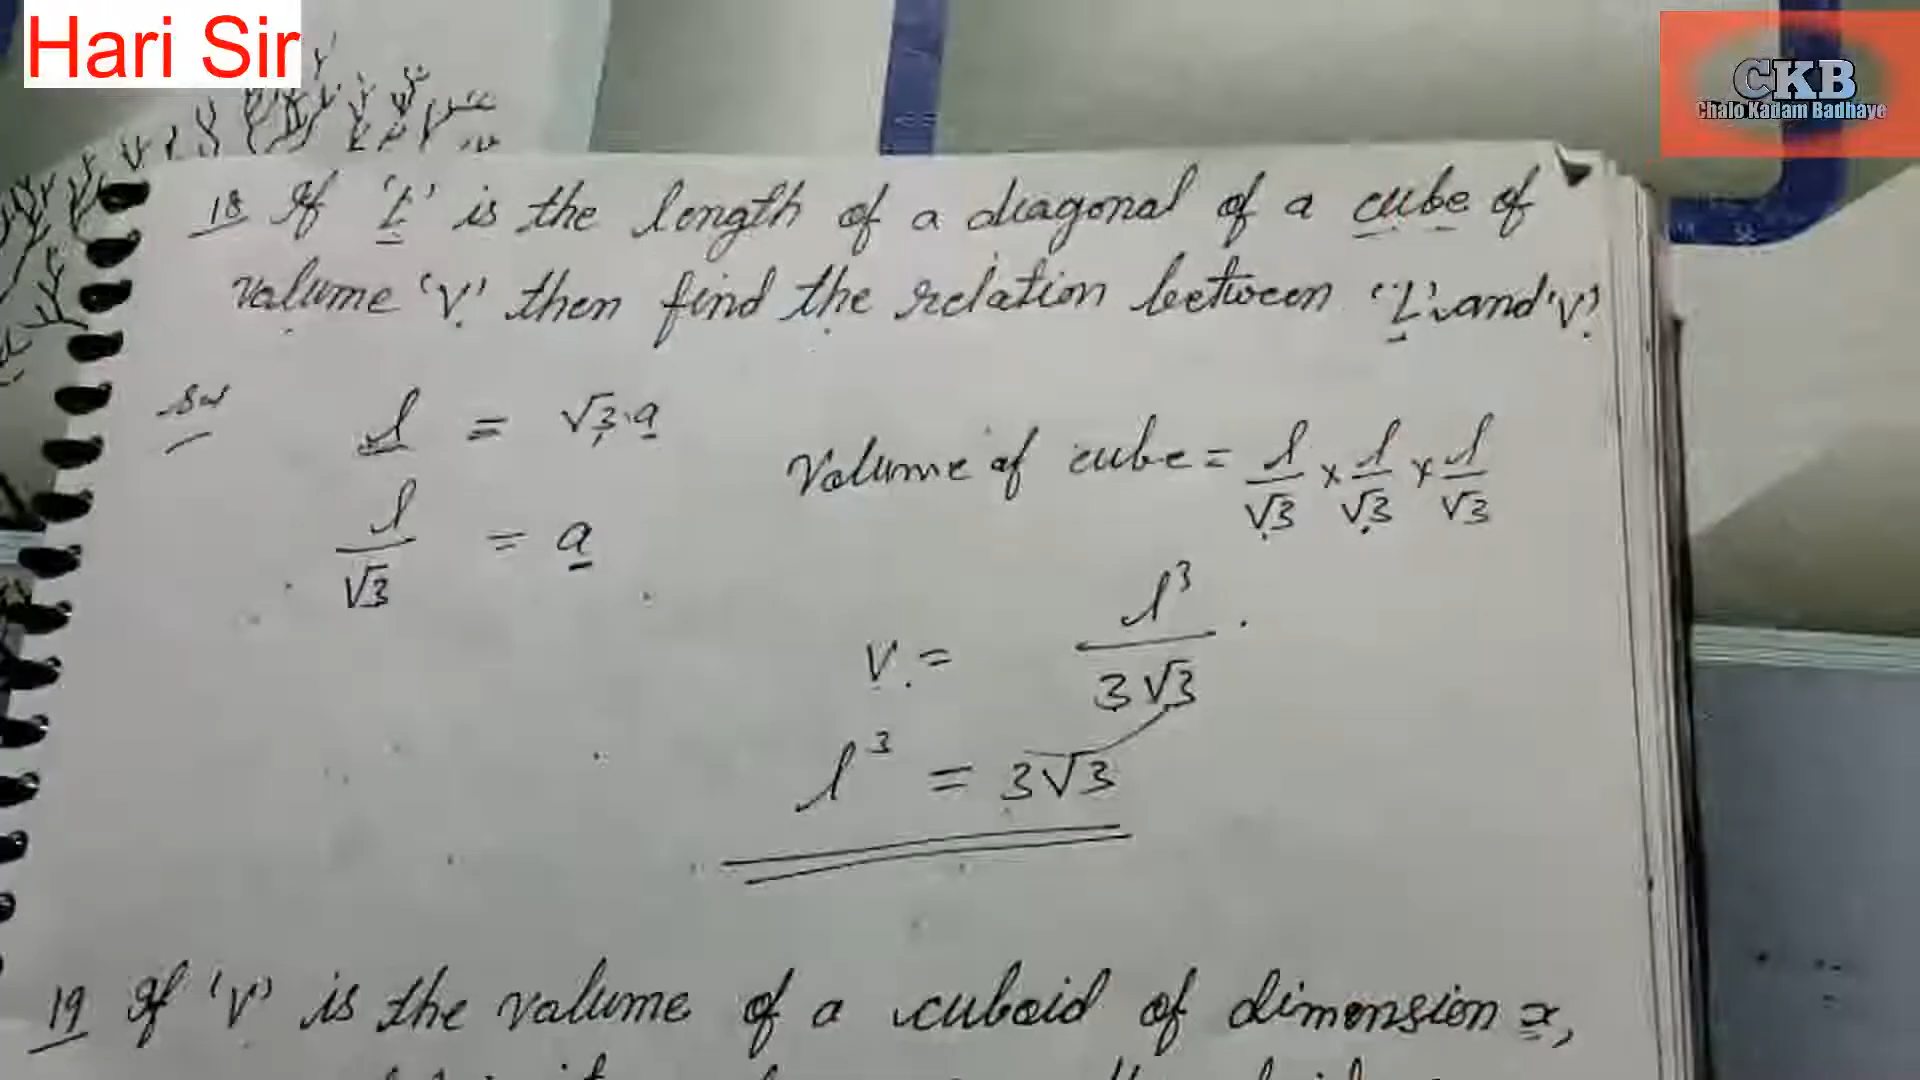 Hari Sir
CKB
Chalo Kadam Badhaye
18 If 'L' is the length of a diagonal of a cube of
volume 'V' then find the relation between 'L' and 'V'
l = √3·a
l/√3 = a
Volume of cube = l/√3 × l/√3 × l/√3
V = l³/3√3
l³ = 3√3
19 If 'V' is the volume of a cuboid of dimension x,